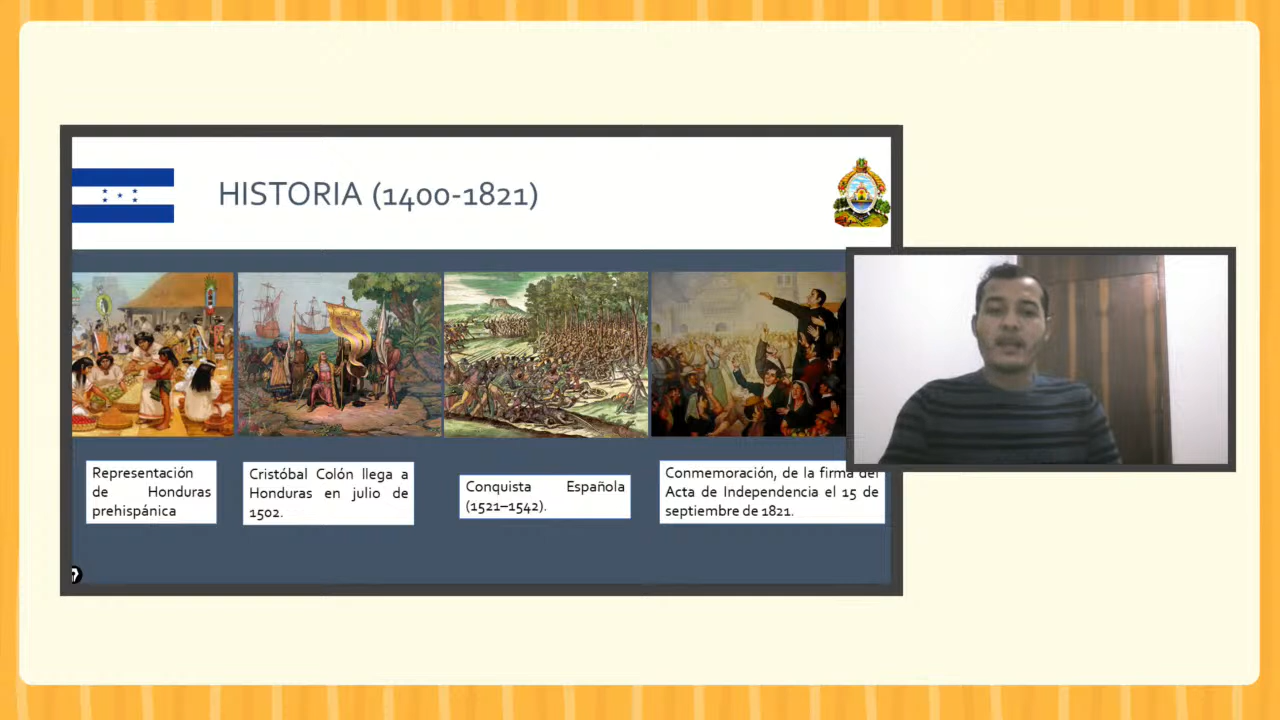 HISTORIA (1400-1821)
Representación
de Honduras
prehispánica
Cristóbal Colón llega a
Honduras en julio de
1502.
Conquista Española
(1521–1542).
Conmemoración, de la firma del
Acta de Independencia el 15 de
septiembre de 1821.